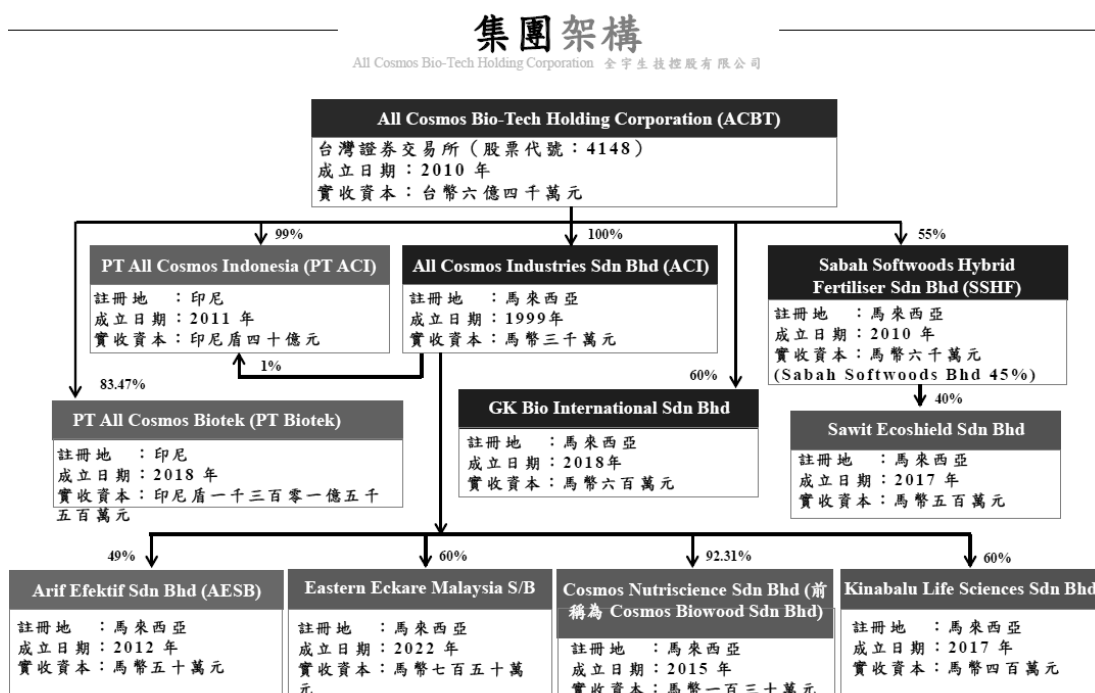 集團架構
All Cosmos Bio-Tech Holding Corporation 全宇生技控股有限公司
All Cosmos Bio-Tech Holding Corporation (ACBT)
台灣證券交易所（股票代號：4148）
成立日期：2010 年
實收資本：台幣六億四千萬元
99%
100%
55%
PT All Cosmos Indonesia (PT ACI)
註冊地　：印尼
成立日期：2011 年
實收資本：印尼盾四十億元
All Cosmos Industries Sdn Bhd (ACI)
註冊地　：馬來西亞
成立日期：1999年
實收資本：馬幣三千萬元
Sabah Softwoods Hybrid
Fertiliser Sdn Bhd (SSHF)
註冊地　：馬來西亞
成立日期：2010 年
實收資本：馬幣六千萬元
(Sabah Softwoods Bhd 45%)
1%
83.47%
60%
40%
PT All Cosmos Biotek (PT Biotek)
註冊地　：印尼
成立日期：2018 年
實收資本：印尼盾一千三百零一億五千
五百萬元
GK Bio International Sdn Bhd
註冊地　：馬來西亞
成立日期：2018年
實收資本：馬幣六百萬元
Sawit Ecoshield Sdn Bhd
註冊地　：馬來西亞
成立日期：2017 年
實收資本：馬幣五百萬元
49%
60%
92.31%
60%
Arif Efektif Sdn Bhd (AESB)
註冊地　：馬來西亞
成立日期：2012 年
實收資本：馬幣五十萬元
Eastern Eckare Malaysia S/B
註冊地　：馬來西亞
成立日期：2022 年
實收資本：馬幣七百五十萬
元
Cosmos Nutriscience Sdn Bhd (前
稱為 Cosmos Biowood Sdn Bhd)
註冊地　：馬來西亞
成立日期：2015 年
實收資本：馬幣一百三十萬元
Kinabalu Life Sciences Sdn Bhd
註冊地　：馬來西亞
成立日期：2017 年
實收資本：馬幣四百萬元